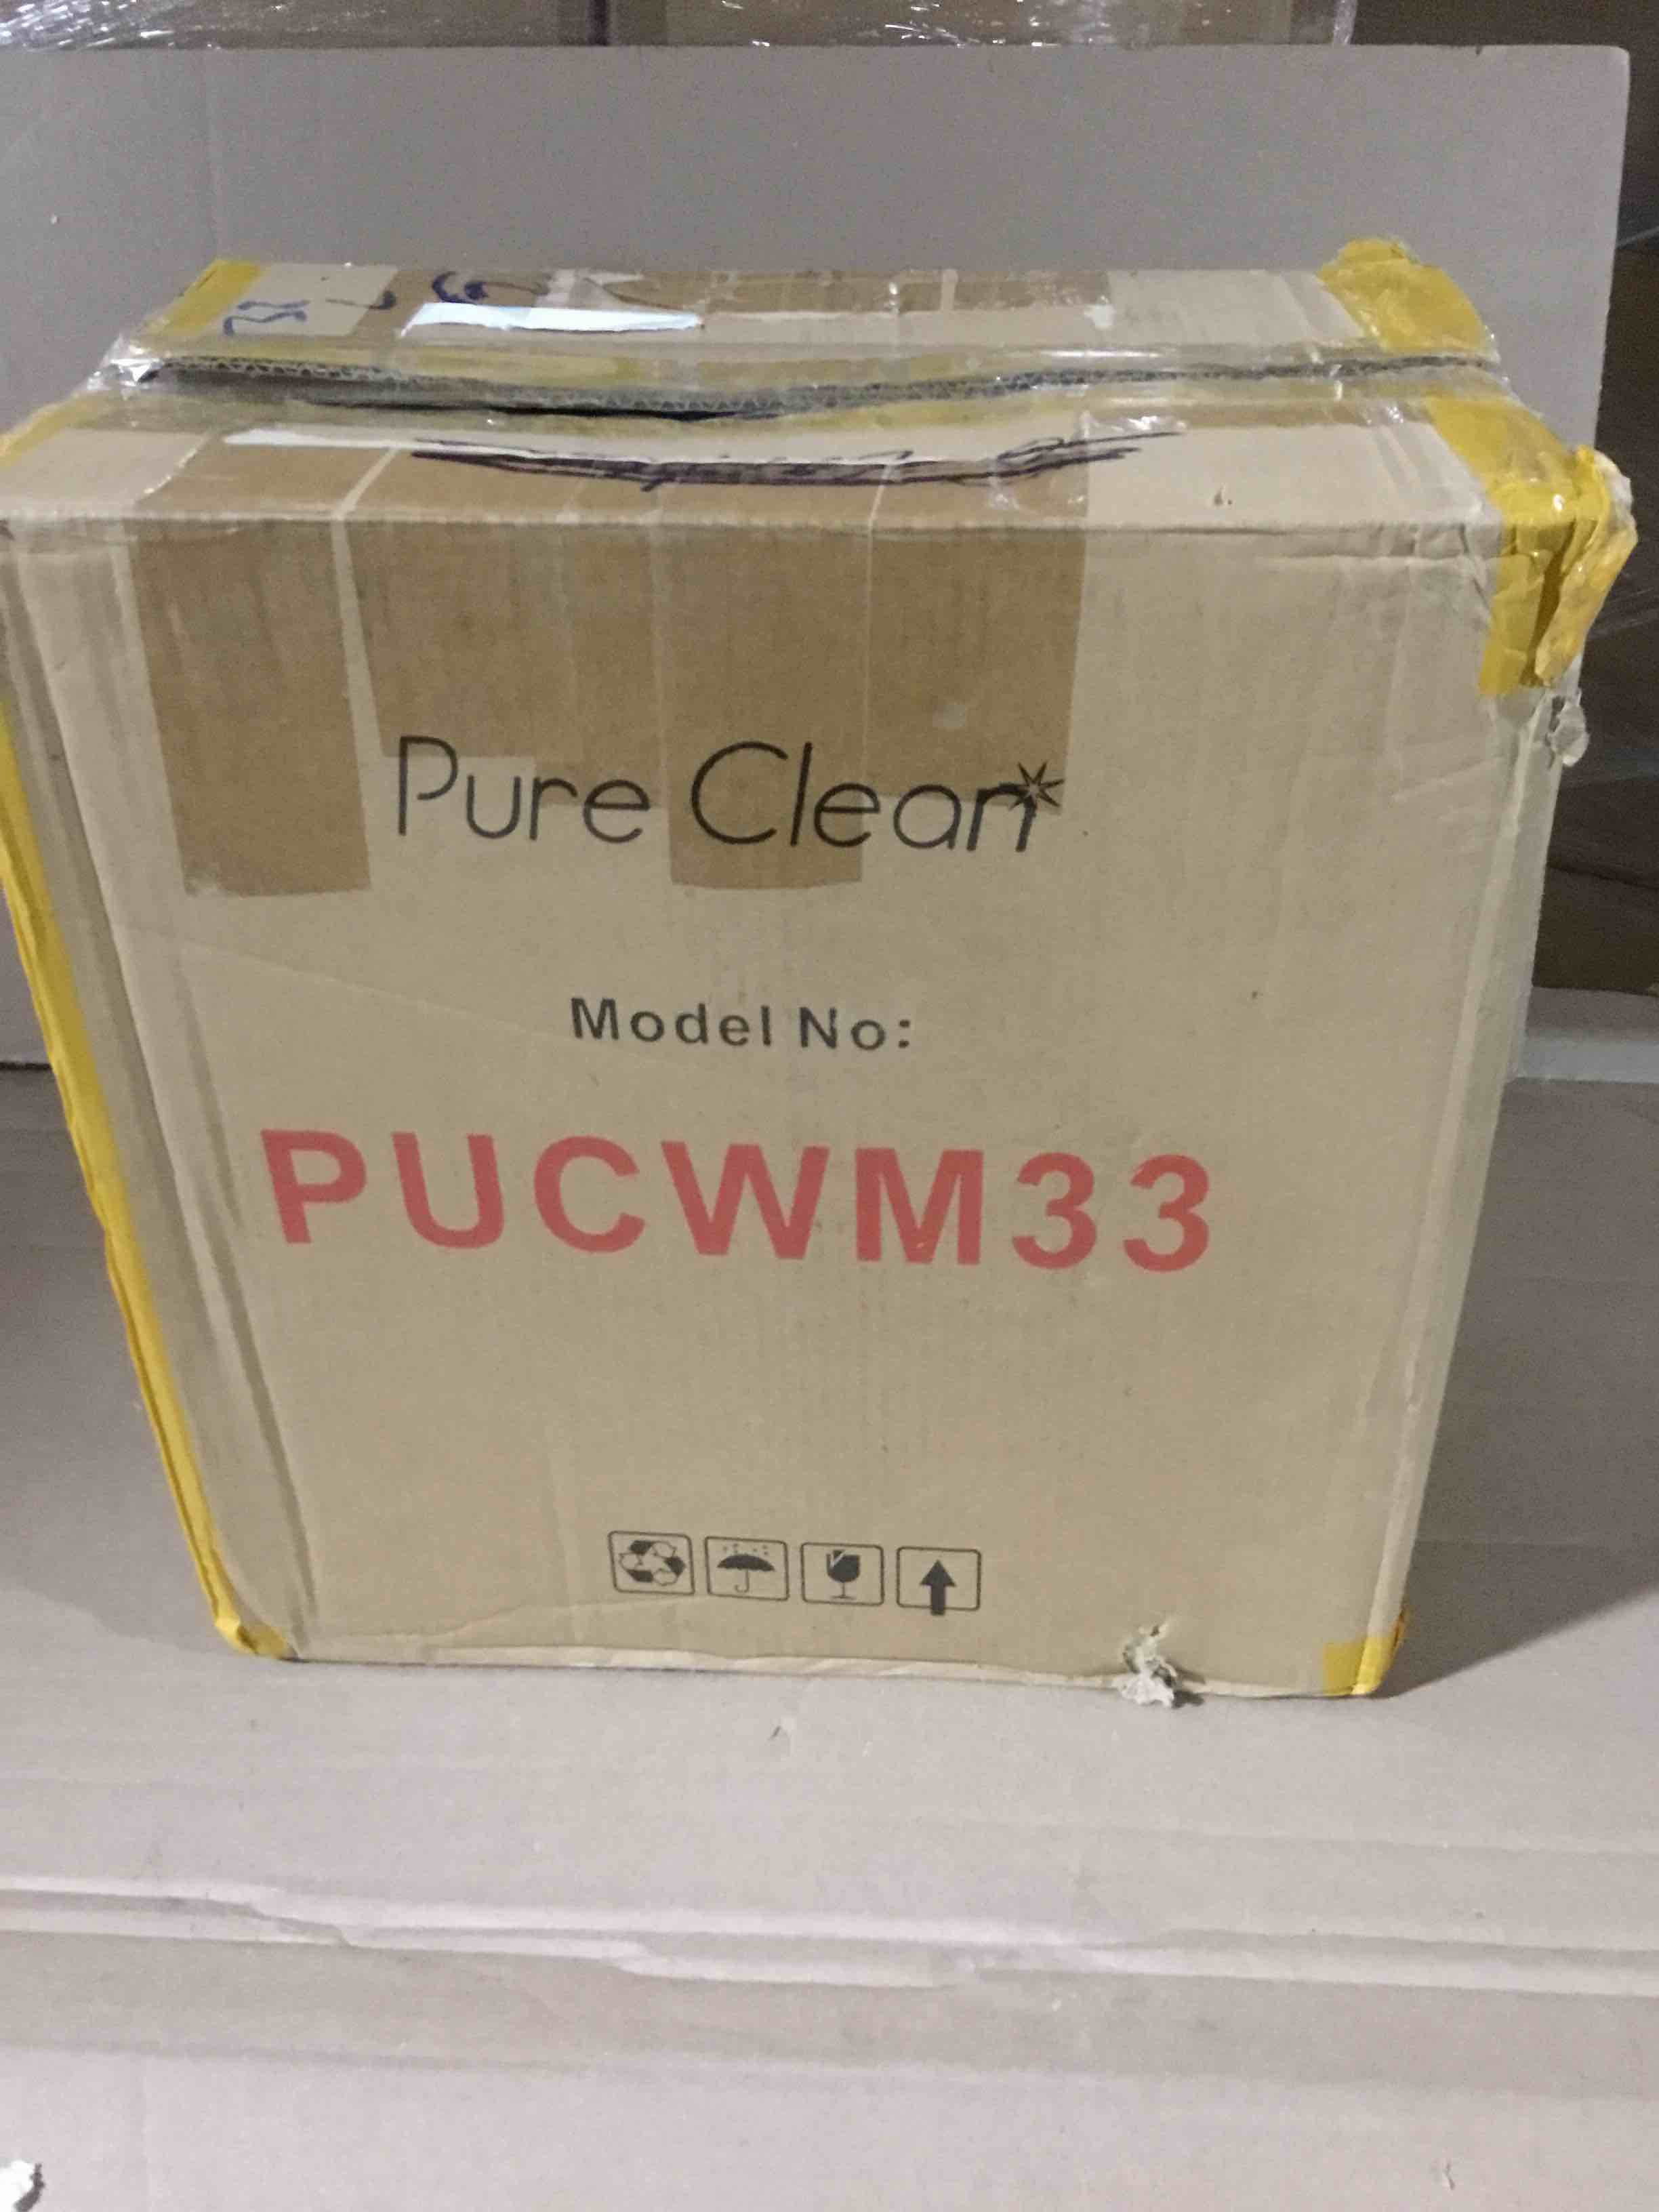 Pure Clean
Model No:
PUCWM33